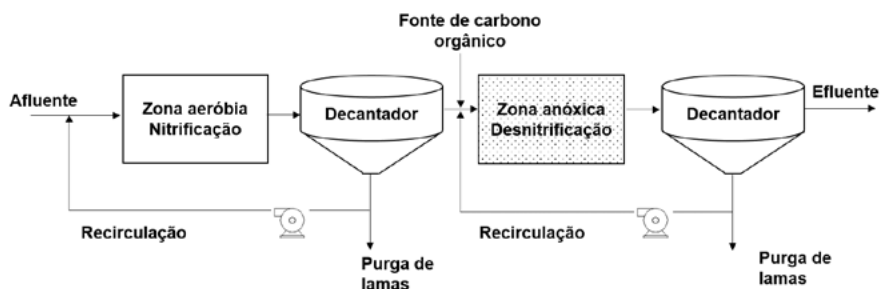 Fonte de carbono
orgânico
Afluente
Zona aeróbia
Nitrificação
Decantador
Zona anóxica
Desnitrificação
Decantador
Efluente
Recirculação
Recirculação
Purga de
lamas
Purga de
lamas